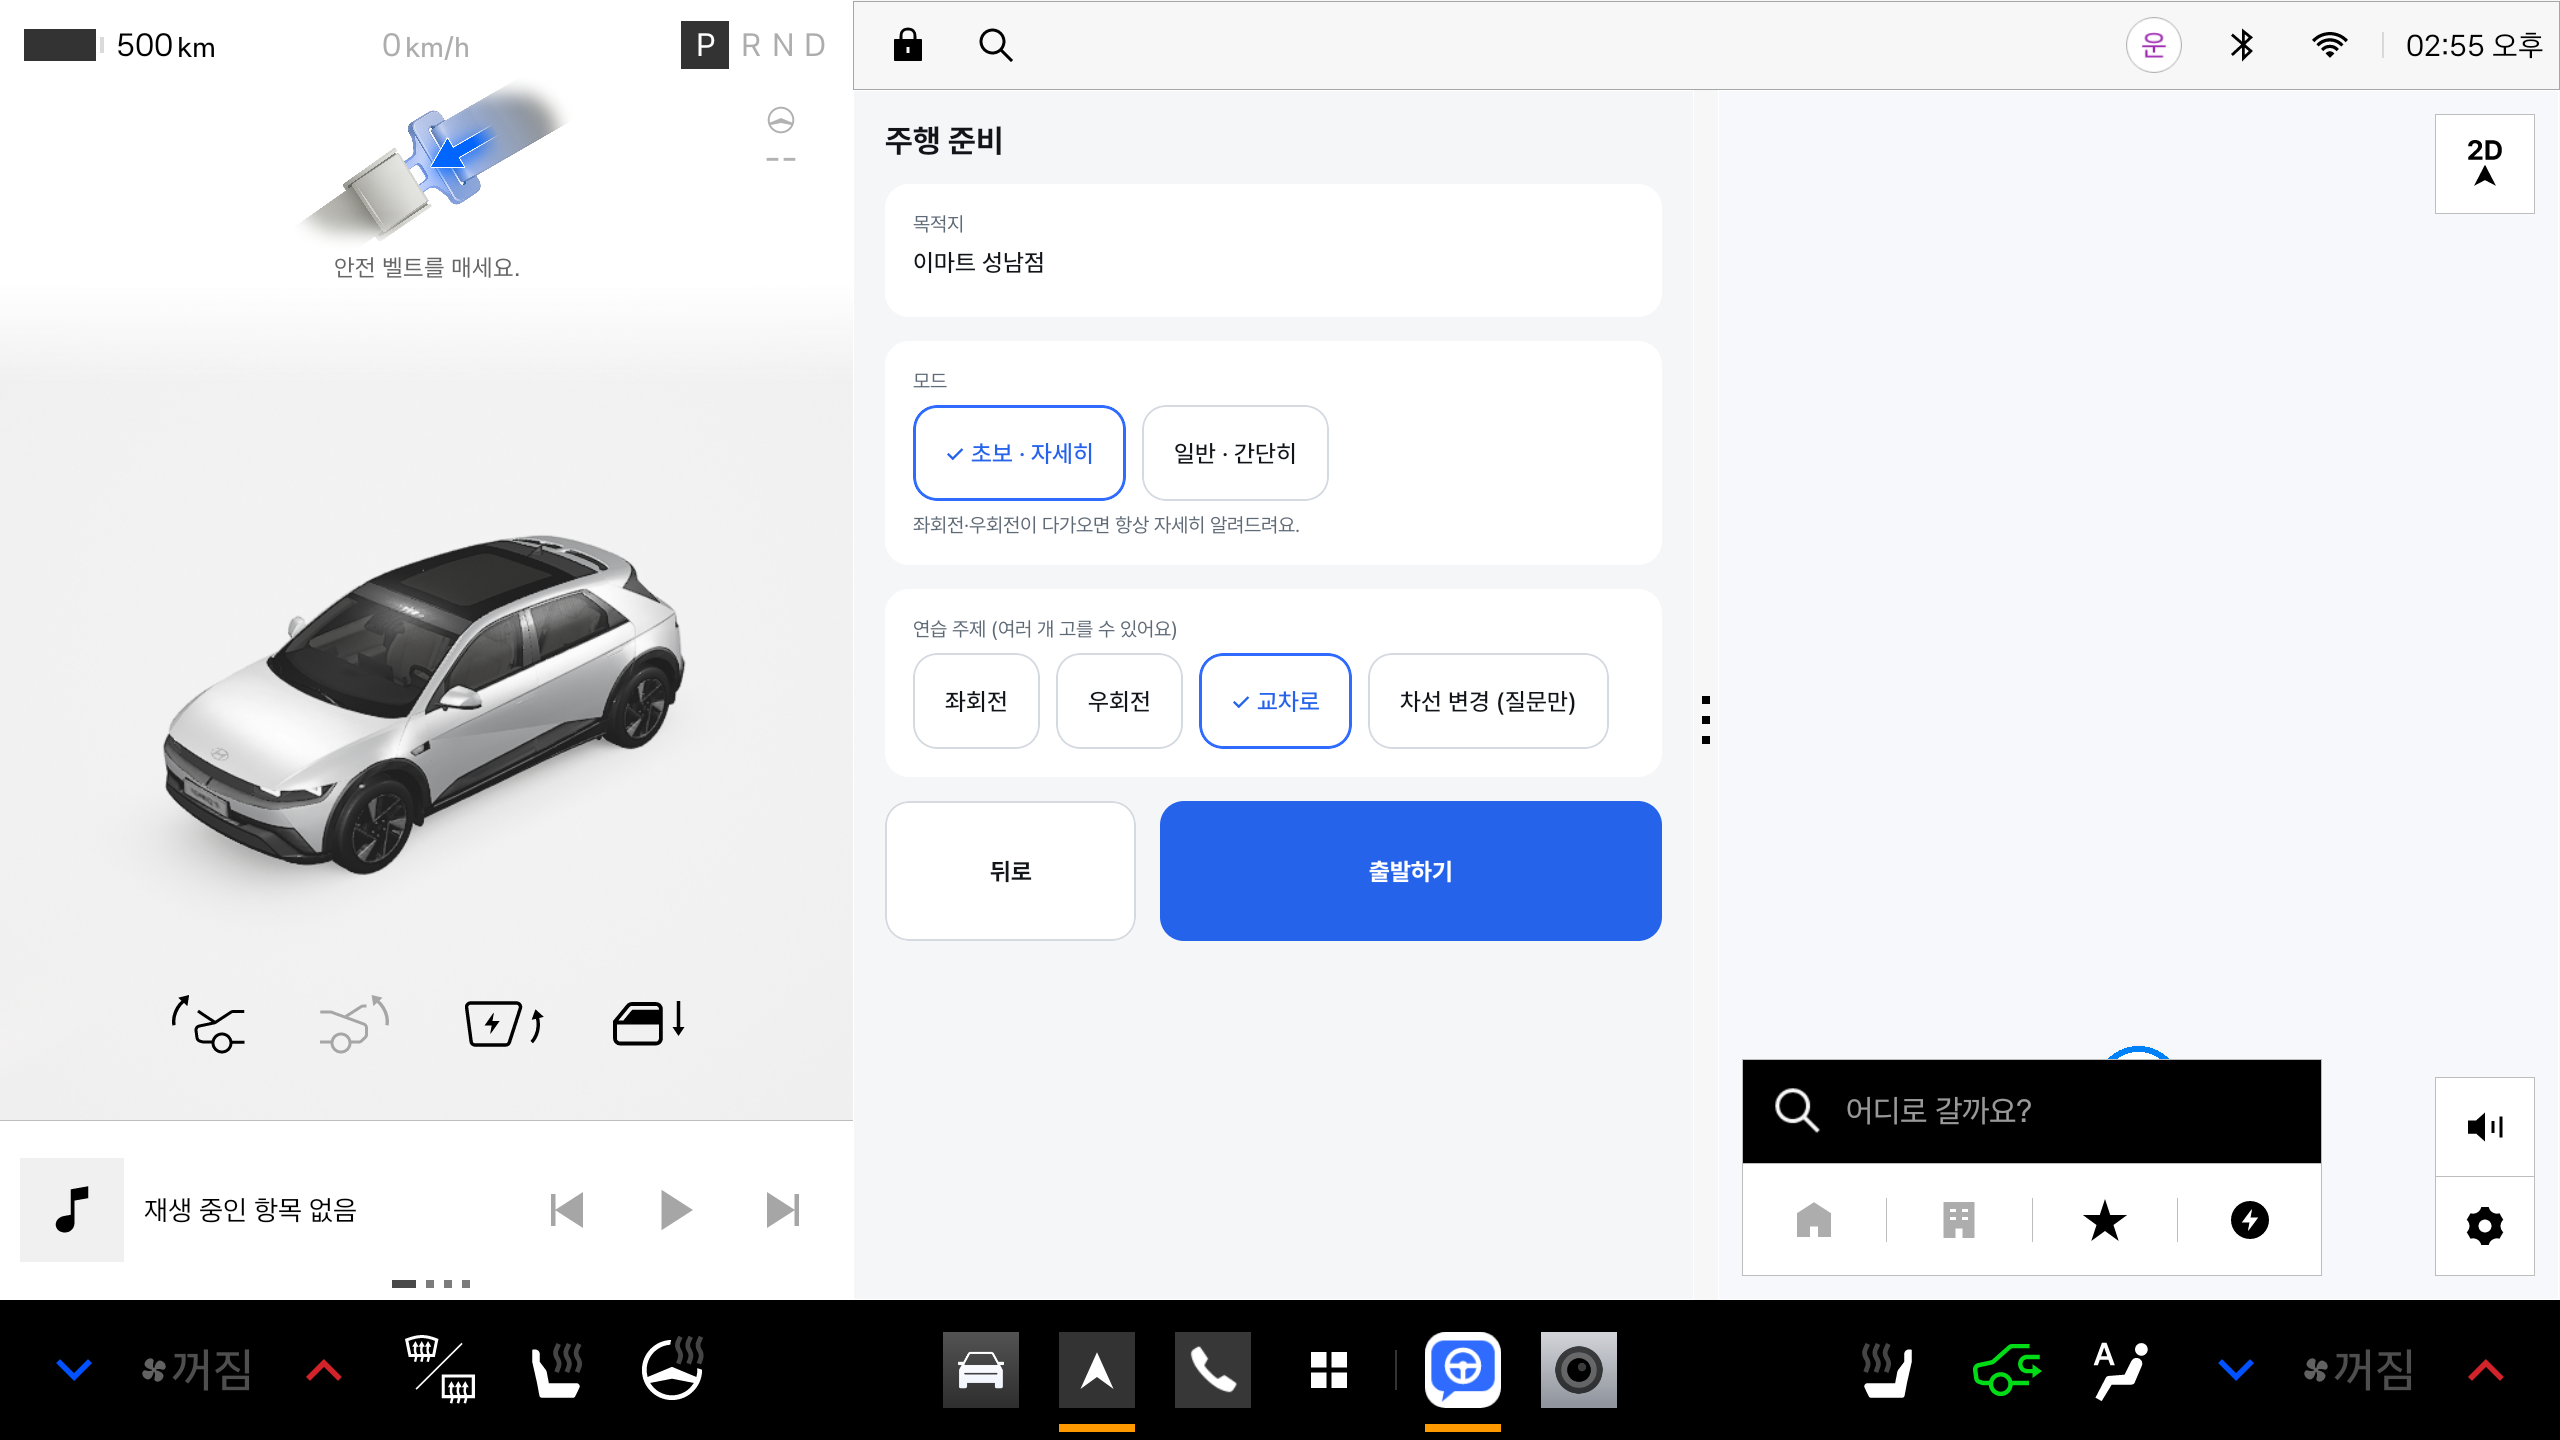 500 km
0 km/h
P R N D
운
02:55 오후
안전 벨트를 매세요.
주행 준비
목적지
이마트 성남점
모드
초보 · 자세히
일반 · 간단히
좌회전·우회전이 다가오면 항상 자세히 알려드려요.
연습 주제 (여러 개 고를 수 있어요)
좌회전
우회전
교차로
차선 변경 (질문만)
뒤로
출발하기
2D
어디로 갈까요?
재생 중인 항목 없음
꺼짐
A
꺼짐